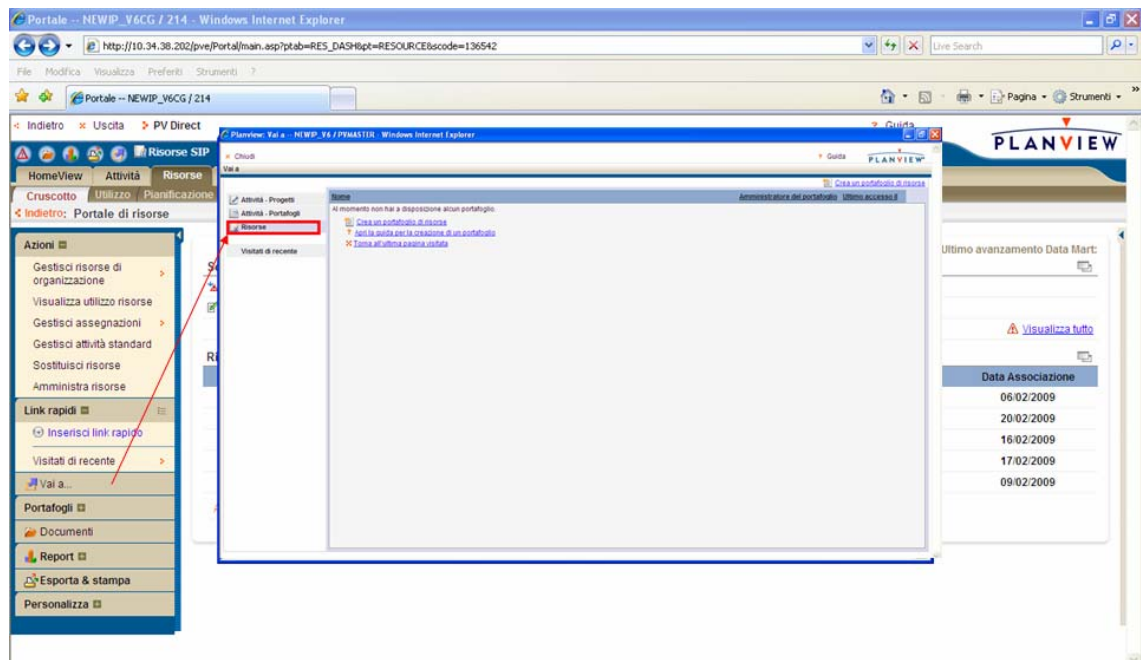 Portale -- NEWIP_V6CG / 214 - Windows Internet Explorer
http://10.34.38.202/pve/Portal/main.asp?ptab=RES_DASH&pt=RESOURCE&scode=136542
Live Search
File Modifica Visualizza Preferiti Strumenti ?
Portale -- NEWIP_V6CG / 214
Pagina Strumenti
Indietro Uscita PV Direct
? Guida
PLANVIEW
Risorse SIP
HomeView Attività Risorse
Cruscotto Utilizzo Pianificazione
Indietro: Portale di risorse
Planview: Vai a -- NEWIP_V6 / PVMASTER - Windows Internet Explorer
Chiudi
? Guida
PLANVIEW
Vai a
Crea un portafoglio di risorse
Attività - Progetti
Attività - Portafogli
Risorse
Visitati di recente
Nome Amministratore del portafoglio Ultimo accesso il
Al momento non hai a disposizione alcun portafoglio.
Crea un portafoglio di risorse
? Apri la guida per la creazione di un portafoglio
Torna all'ultima pagina visitata
Azioni
Gestisci risorse di
organizzazione
Visualizza utilizzo risorse
Gestisci assegnazioni
Gestisci attività standard
Sostituisci risorse
Amministra risorse
Link rapidi
Inserisci link rapido
Visitati di recente
Vai a...
Portafogli
Documenti
Report
Esporta & stampa
Personalizza
Ultimo avanzamento Data Mart:
Visualizza tutto
Data Associazione
06/02/2009
20/02/2009
16/02/2009
17/02/2009
09/02/2009